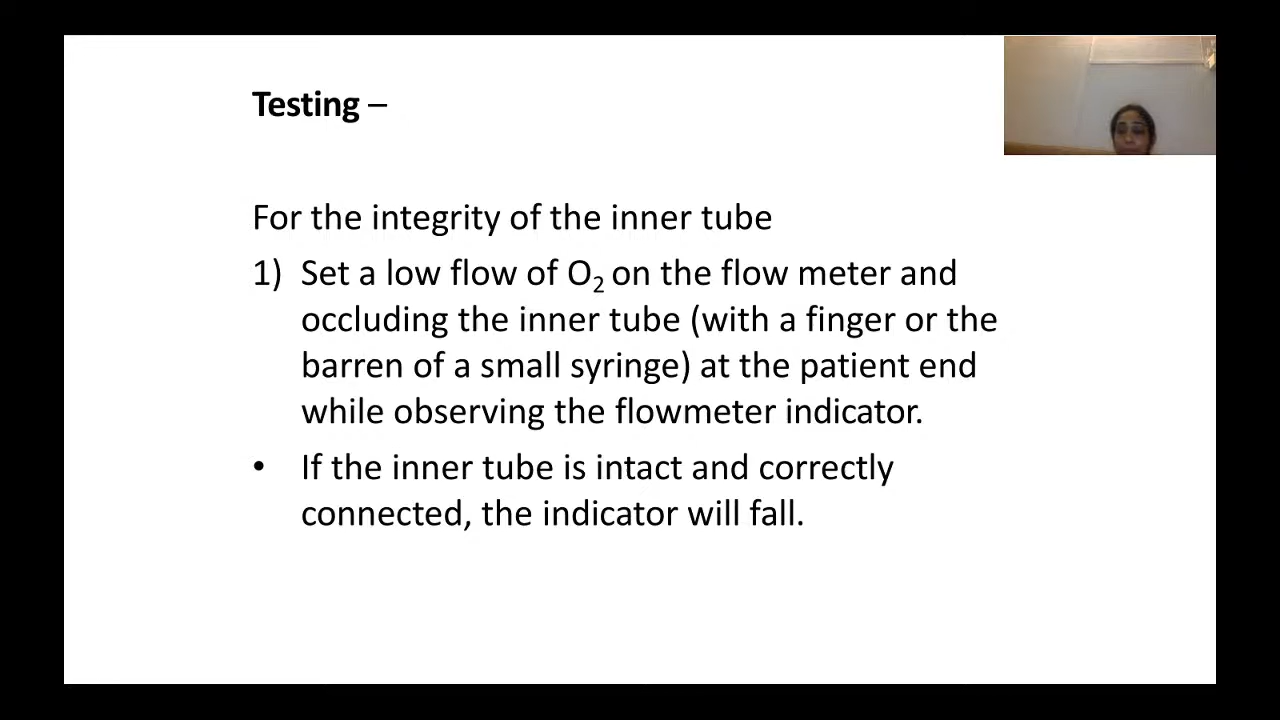 Testing –
For the integrity of the inner tube
1) Set a low flow of O₂ on the flow meter and
occluding the inner tube (with a finger or the
barren of a small syringe) at the patient end
while observing the flowmeter indicator.
• If the inner tube is intact and correctly
connected, the indicator will fall.